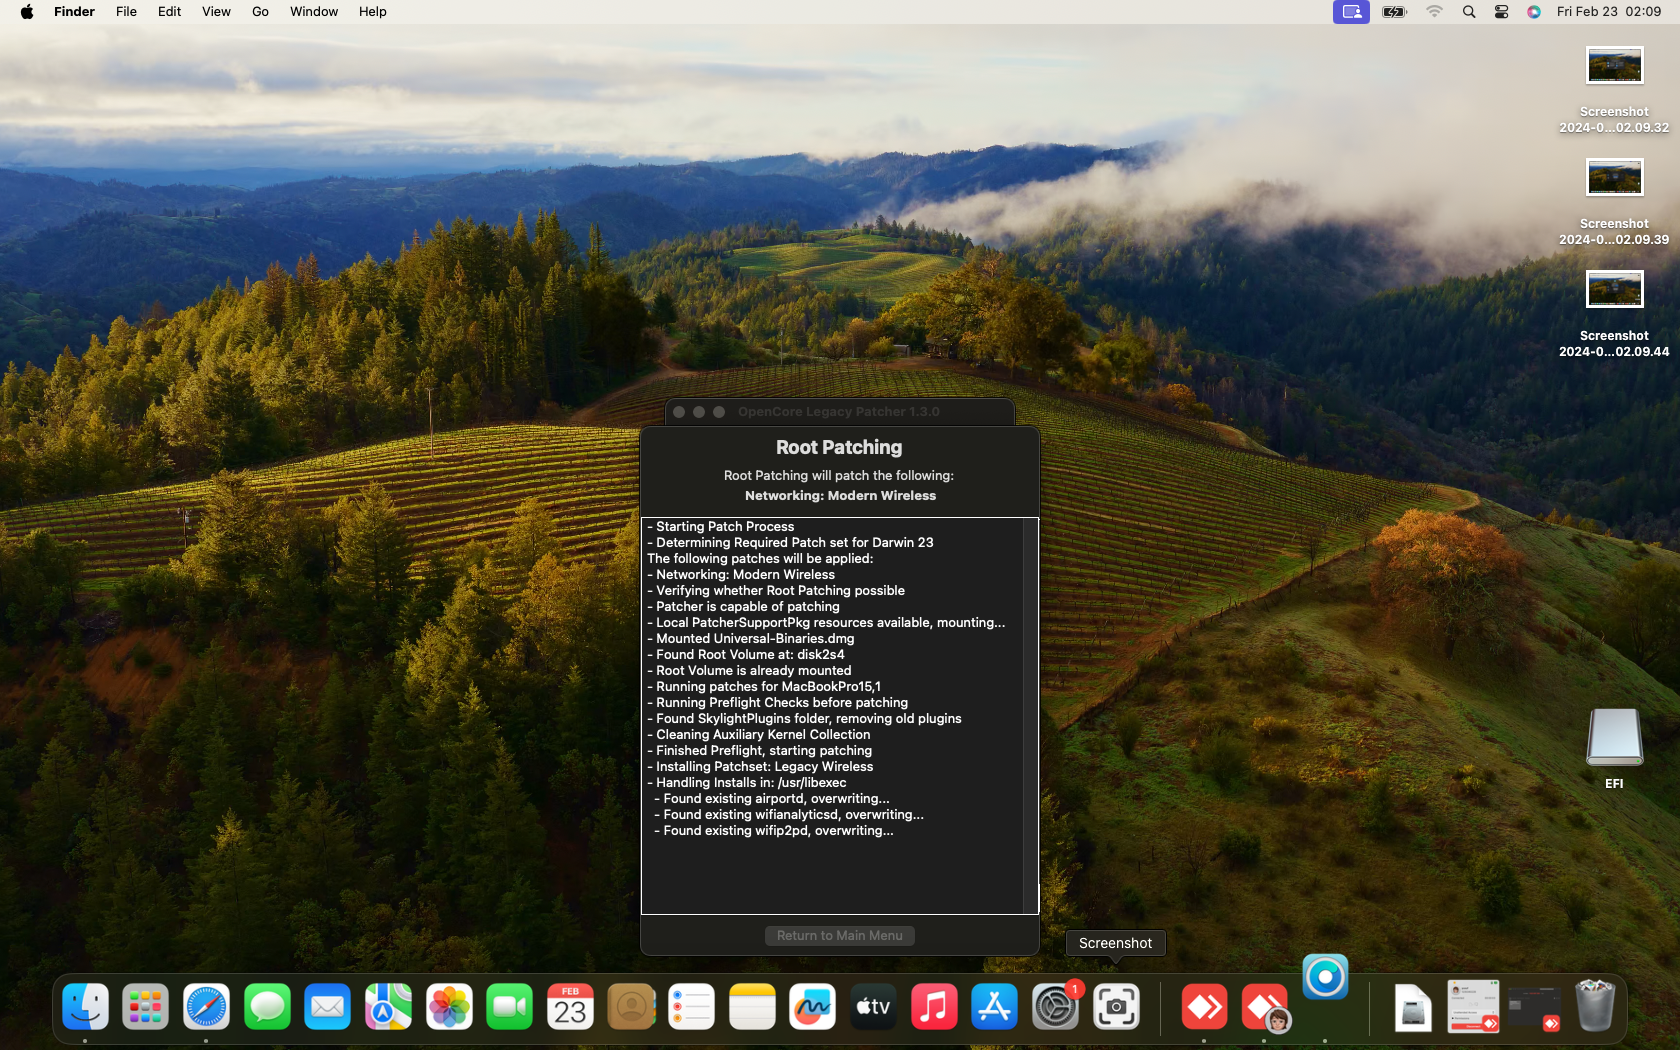 Finder File Edit View Go Window Help Fri Feb 23 02:09
Screenshot
2024-0...02.09.32
Screenshot
2024-0...02.09.39
Screenshot
2024-0...02.09.44
OpenCore Legacy Patcher 1.3.0
Root Patching
Root Patching will patch the following:
Networking: Modern Wireless
- Starting Patch Process
- Determining Required Patch set for Darwin 23
The following patches will be applied:
- Networking: Modern Wireless
- Verifying whether Root Patching possible
- Patcher is capable of patching
- Local PatcherSupportPkg resources available, mounting...
- Mounted Universal-Binaries.dmg
- Found Root Volume at: disk2s4
- Root Volume is already mounted
- Running patches for MacBookPro15,1
- Running Preflight Checks before patching
- Found SkylightPlugins folder, removing old plugins
- Cleaning Auxiliary Kernel Collection
- Finished Preflight, starting patching
- Installing Patchset: Legacy Wireless
- Handling Installs in: /usr/libexec
- Found existing airportd, overwriting...
- Found existing wifianalyticsd, overwriting...
- Found existing wifip2pd, overwriting...
EFI
Return to Main Menu
Screenshot
FEB
23
tv
1